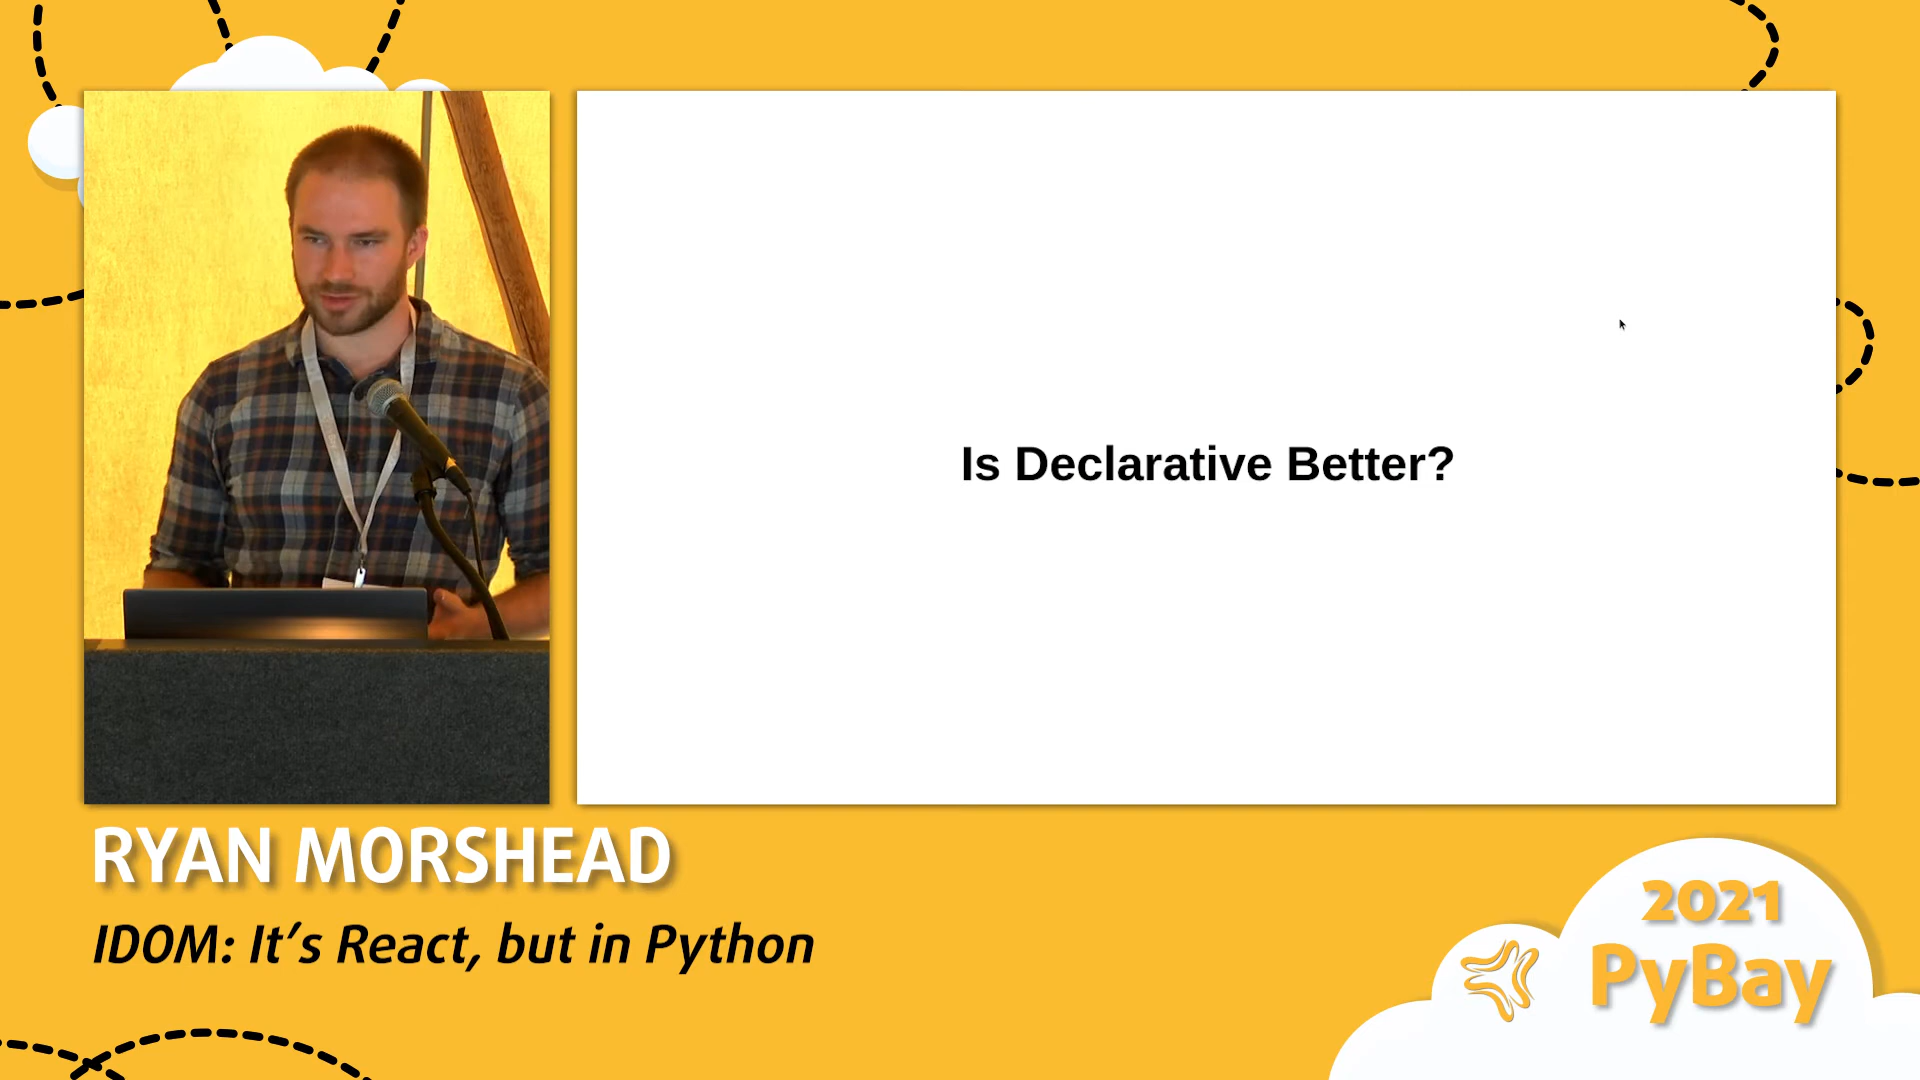 Is Declarative Better?
RYAN MORSHEAD
IDOM: It's React, but in Python
2021
PyBay